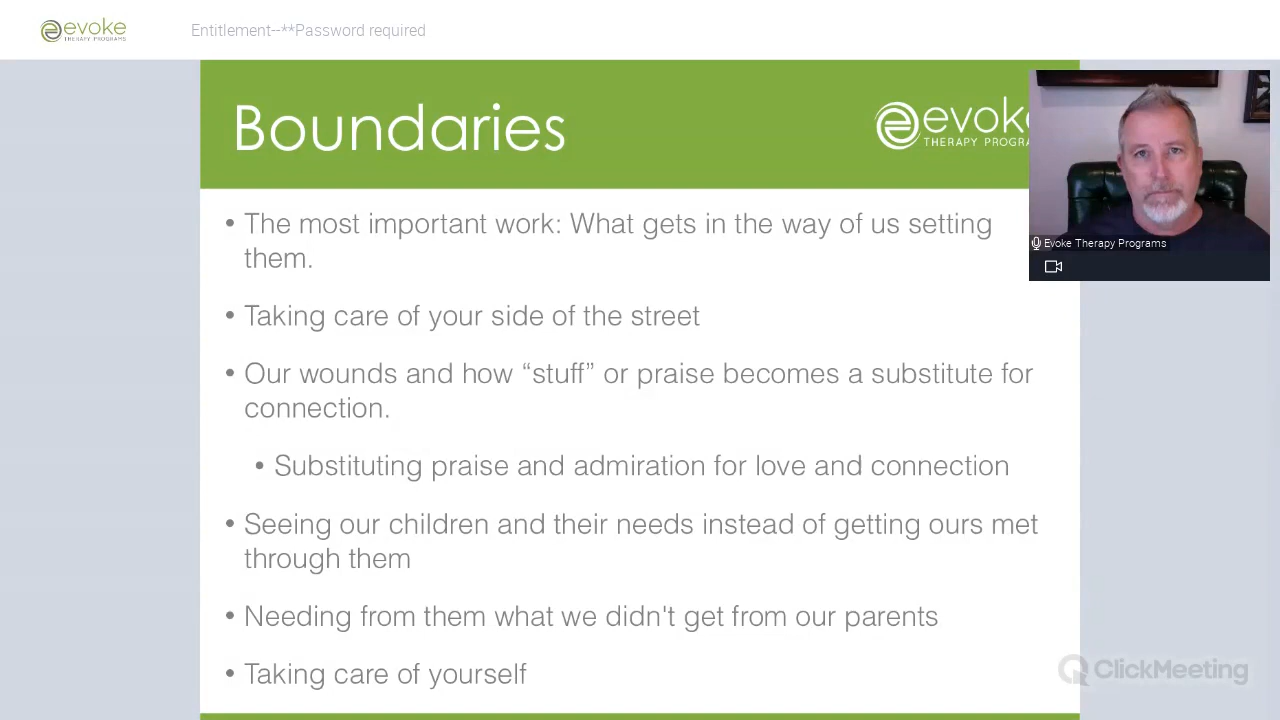 evoke
THERAPY PROGRAMS
Entitlement--**Password required
Boundaries
evoke
THERAPY PROGRA
Evoke Therapy Programs
• The most important work: What gets in the way of us setting
them.
• Taking care of your side of the street
• Our wounds and how “stuff” or praise becomes a substitute for
connection.
• Substituting praise and admiration for love and connection
• Seeing our children and their needs instead of getting ours met
through them
• Needing from them what we didn't get from our parents
• Taking care of yourself
ClickMeeting